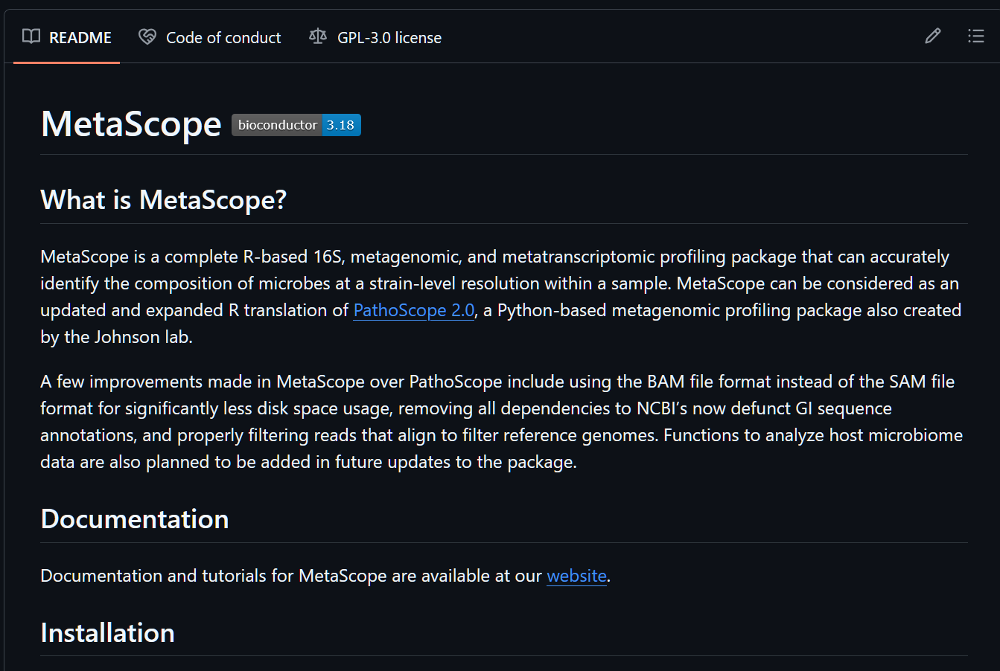 README Code of conduct GPL-3.0 license
MetaScope bioconductor 3.18
What is MetaScope?
MetaScope is a complete R-based 16S, metagenomic, and metatranscriptomic profiling package that can accurately
identify the composition of microbes at a strain-level resolution within a sample. MetaScope can be considered as an
updated and expanded R translation of PathoScope 2.0, a Python-based metagenomic profiling package also created
by the Johnson lab.
A few improvements made in MetaScope over PathoScope include using the BAM file format instead of the SAM file
format for significantly less disk space usage, removing all dependencies to NCBI’s now defunct GI sequence
annotations, and properly filtering reads that align to filter reference genomes. Functions to analyze host microbiome
data are also planned to be added in future updates to the package.
Documentation
Documentation and tutorials for MetaScope are available at our website.
Installation